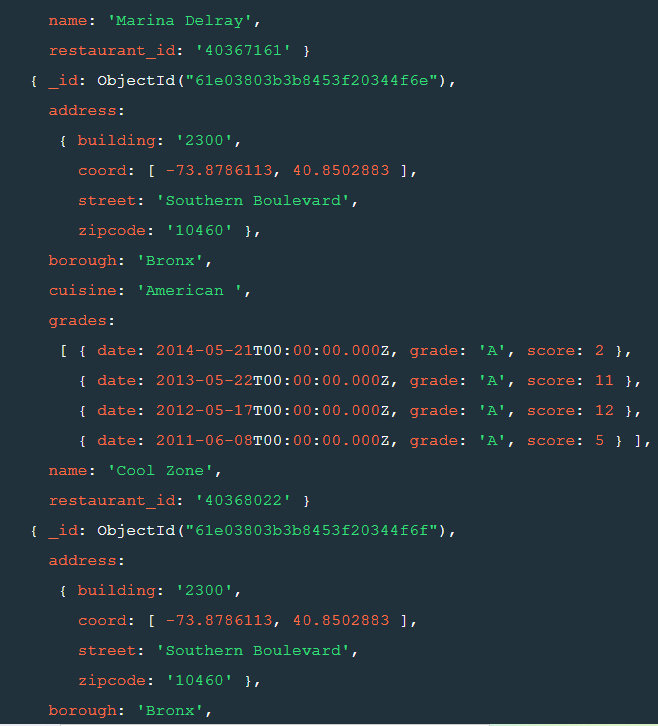 name: 'Marina Delray',
restaurant_id: '40367161' }
{ _id: ObjectId("61e03803b3b8453f20344f6e"),
address:
{ building: '2300',
coord: [ -73.8786113, 40.8502883 ],
street: 'Southern Boulevard',
zipcode: '10460' },
borough: 'Bronx',
cuisine: 'American ',
grades:
[ { date: 2014-05-21T00:00:00.000Z, grade: 'A', score: 2 },
{ date: 2013-05-22T00:00:00.000Z, grade: 'A', score: 11 },
{ date: 2012-05-17T00:00:00.000Z, grade: 'A', score: 12 },
{ date: 2011-06-08T00:00:00.000Z, grade: 'A', score: 5 } ],
name: 'Cool Zone',
restaurant_id: '40368022' }
{ _id: ObjectId("61e03803b3b8453f20344f6f"),
address:
{ building: '2300',
coord: [ -73.8786113, 40.8502883 ],
street: 'Southern Boulevard',
zipcode: '10460' },
borough: 'Bronx',